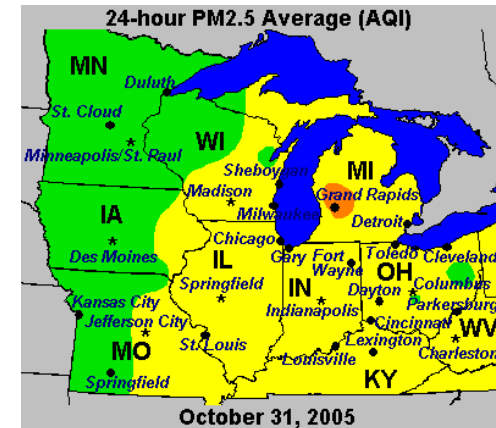 24-hour PM2.5 Average (AQI)
MN
Duluth
St. Cloud
Minneapolis/St. Paul
WI
Sheboygan
MI
Madison
Grand Rapids
Milwaukee
IA
Detroit
Chicago
Des Moines
Gary
Fort Wayne
Toledo
Cleveland
IL
OH
Springfield
IN
Columbus
Kansas City
Dayton
Parkersburg
Jefferson City
Indianapolis
Cincinnati
WV
St. Louis
Lexington
MO
Louisville
Charleston
Springfield
KY
October 31, 2005